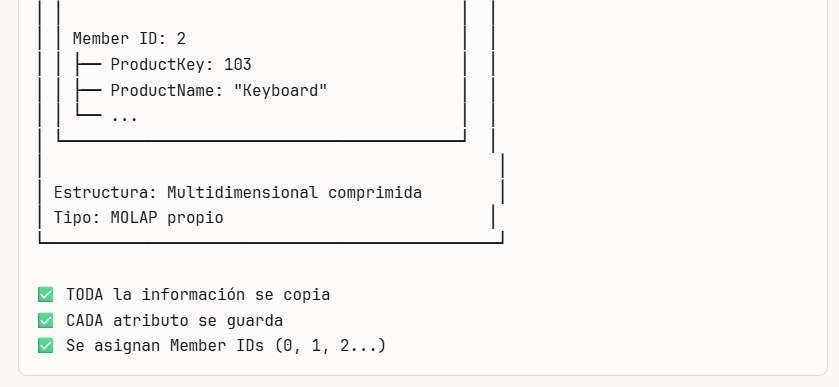 Member ID: 2
├── ProductKey: 103
├── ProductName: "Keyboard"
└── ...
Estructura: Multidimensional comprimida
Tipo: MOLAP propio
✅ TODA la información se copia
✅ CADA atributo se guarda
✅ Se asignan Member IDs (0, 1, 2...)